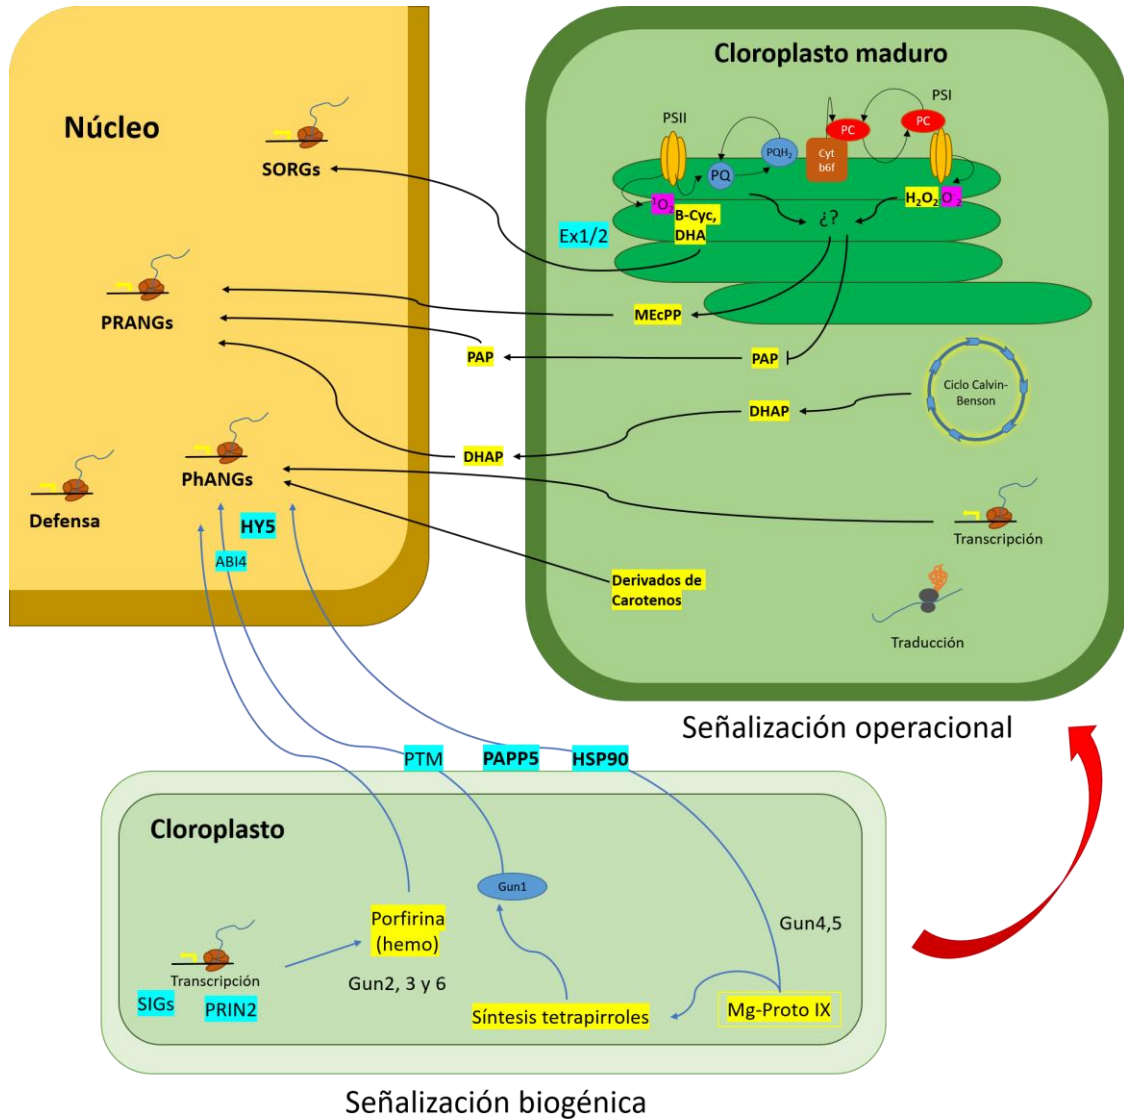 Núcleo
SORGs
PRANGs
PhANGs
Defensa
HY5
ABI4
Cloroplasto maduro
PSII
PSI
PQ
PQH2
Cyt
b6f
PC
PC
¹O2
B-Cyc,
DHA
Ex1/2
¿?
H2O2
O-2
MEcPP
PAP
PAP
Ciclo Calvin-
Benson
DHAP
DHAP
Transcripción
Derivados de
Carotenos
Traducción
Señalización operacional
PTM
PAPP5
HSP90
Cloroplasto
Gun1
Porfirina
(hemo)
Gun4,5
Transcripción
Gun2, 3 y 6
SIGs
PRIN2
Síntesis tetrapirroles
Mg-Proto IX
Señalización biogénica